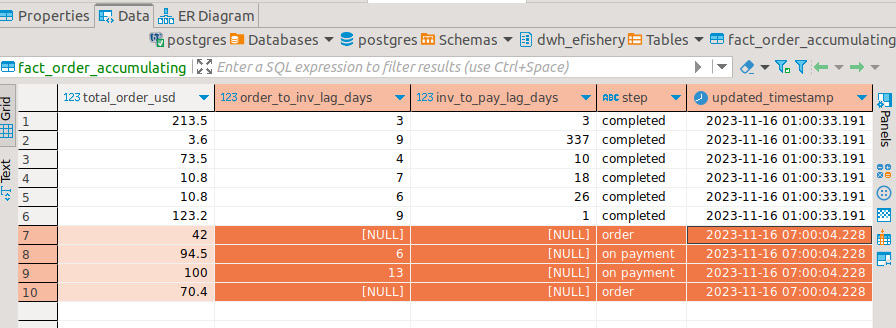 Properties Data ER Diagram
postgres Databases postgres Schemas dwh_efishery Tables fact_order_accumulating
fact_order_accumulating Enter a SQL expression to filter results (use Ctrl+Space)
Grid
Text
Panels
123 total_order_usd 123 order_to_inv_lag_days 123 inv_to_pay_lag_days ABC step updated_timestamp
1 213.5 3 3 completed 2023-11-16 01:00:33.191
2 3.6 9 337 completed 2023-11-16 01:00:33.191
3 73.5 4 10 completed 2023-11-16 01:00:33.191
4 10.8 7 18 completed 2023-11-16 01:00:33.191
5 10.8 6 26 completed 2023-11-16 01:00:33.191
6 123.2 9 1 completed 2023-11-16 01:00:33.191
7 42 [NULL] [NULL] order 2023-11-16 07:00:04.228
8 94.5 6 [NULL] on payment 2023-11-16 07:00:04.228
9 100 13 [NULL] on payment 2023-11-16 07:00:04.228
10 70.4 [NULL] [NULL] order 2023-11-16 07:00:04.228